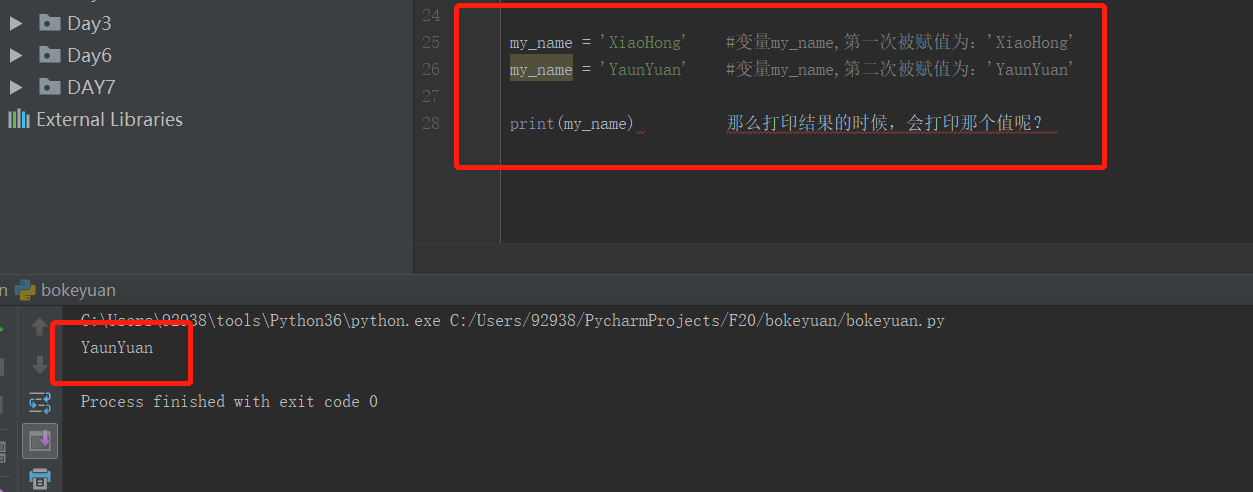 Day3
Day6
DAY7
External Libraries
24
25 my_name = 'XiaoHong' #变量my_name,第一次被赋值为：'XiaoHong'
26 my_name = 'YaunYuan' #变量my_name,第二次被赋值为：'YaunYuan'
27
28 print(my_name) 那么打印结果的时候，会打印那个值呢？
bokeyuan
C:\Users\92938\tools\Python36\python.exe C:/Users/92938/PycharmProjects/F20/bokeyuan/bokeyuan.py
YaunYuan
Process finished with exit code 0